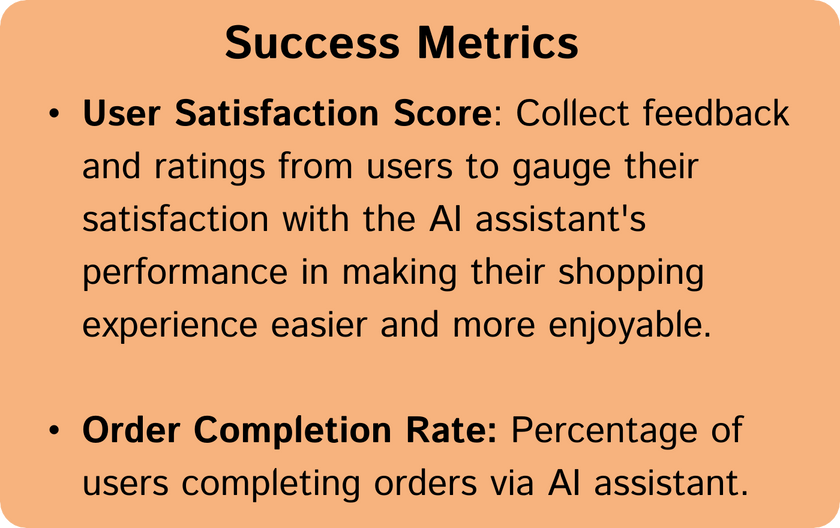 Success Metrics
• User Satisfaction Score: Collect feedback
and ratings from users to gauge their
satisfaction with the AI assistant's
performance in making their shopping
experience easier and more enjoyable.
• Order Completion Rate: Percentage of
users completing orders via AI assistant.